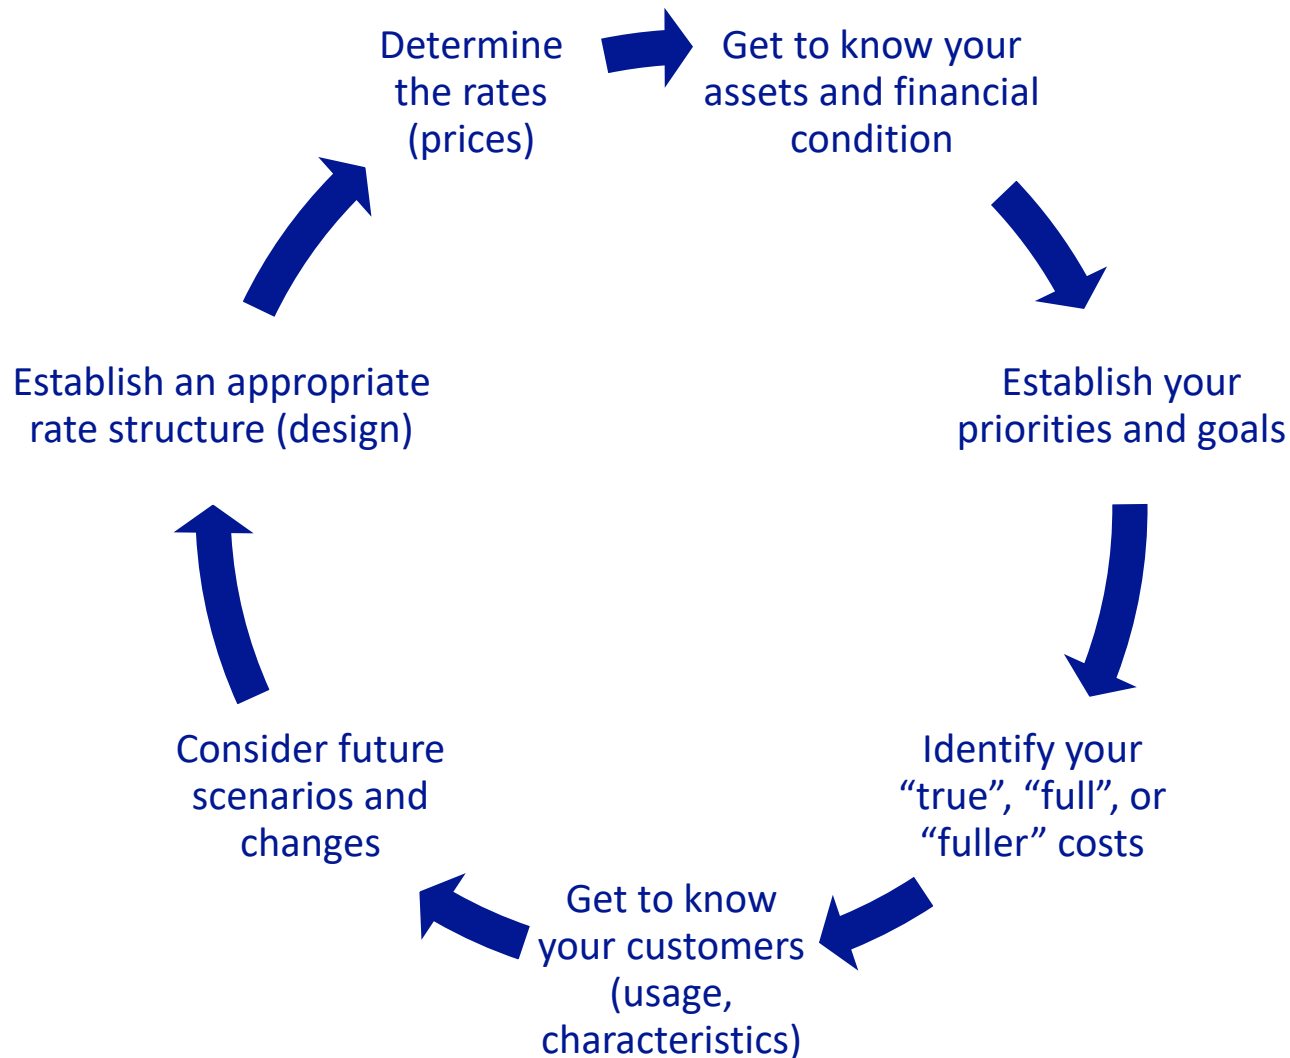 Determine
the rates
(prices)
Get to know your
assets and financial
condition
Establish your
priorities and goals
Identify your
“true”, “full”, or
“fuller” costs
Get to know
your customers
(usage,
characteristics)
Consider future
scenarios and
changes
Establish an appropriate
rate structure (design)